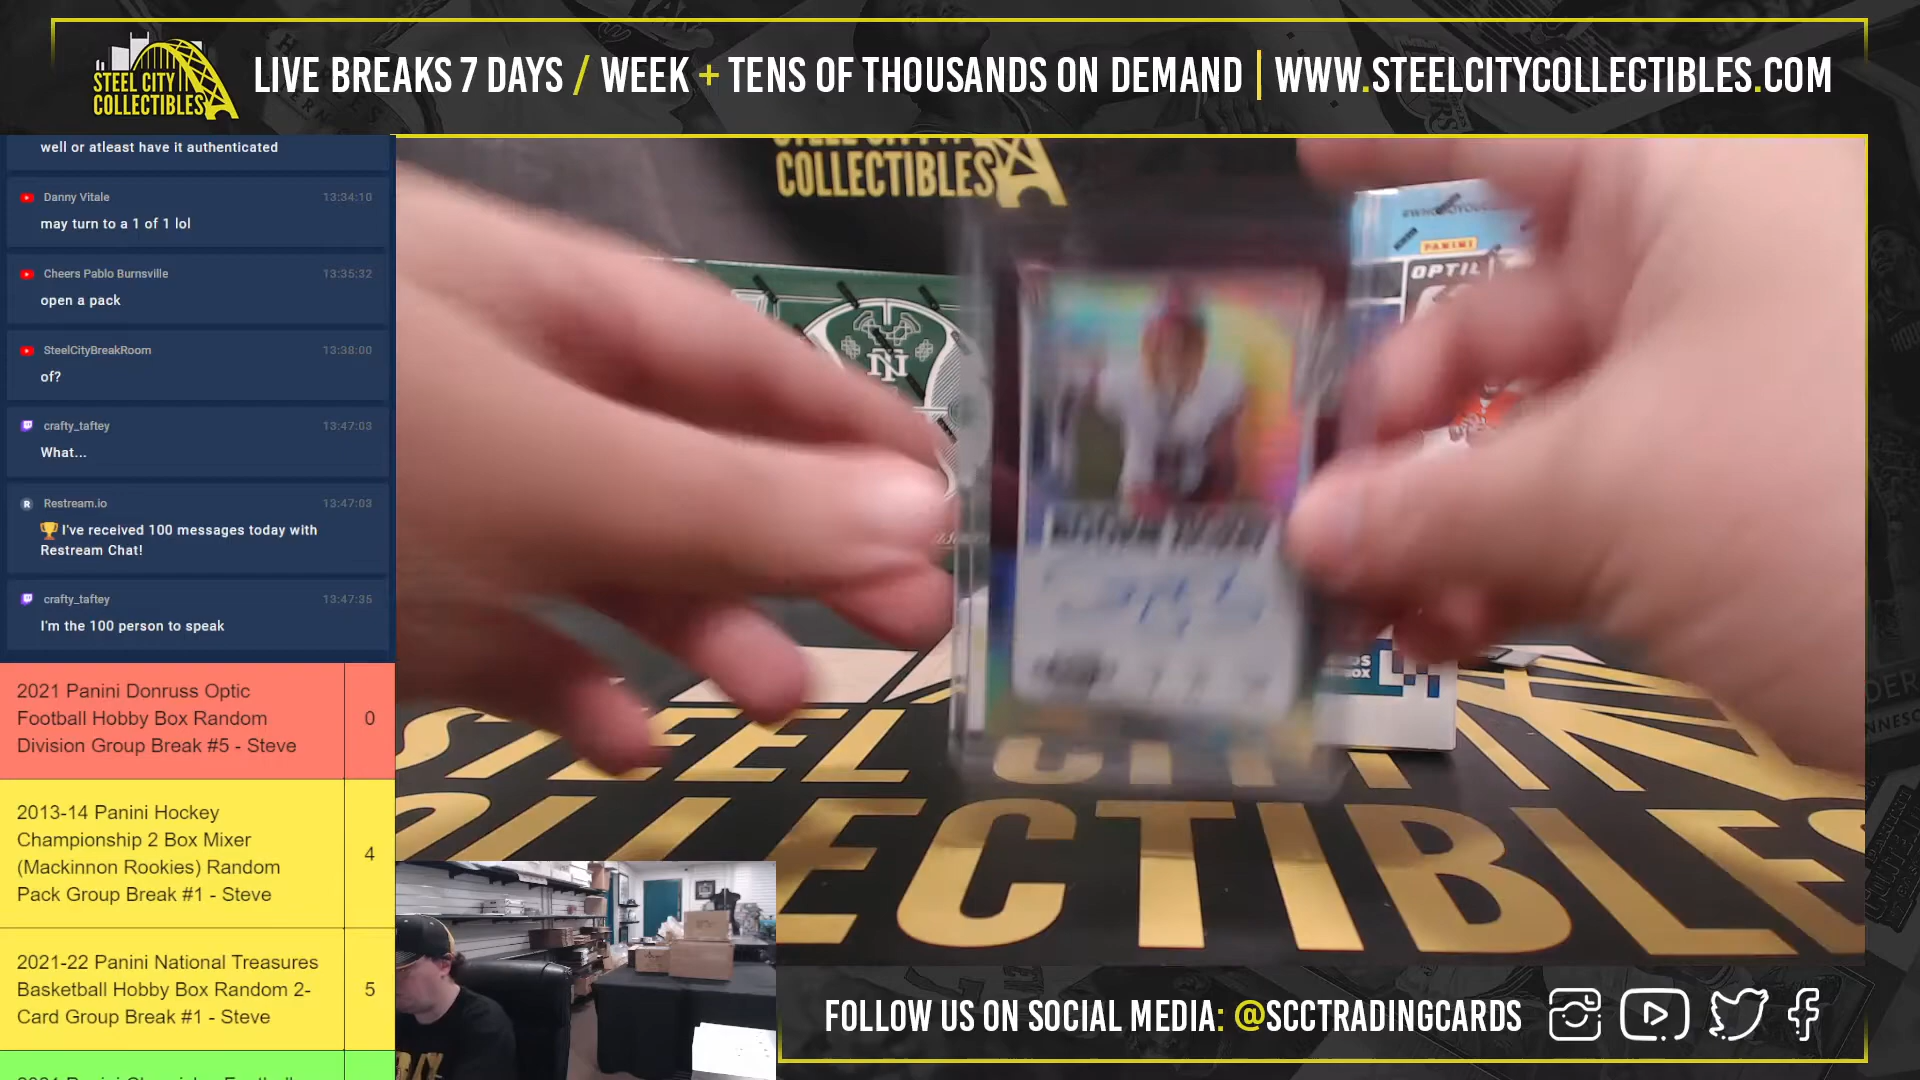 STEEL CITY
COLLECTIBLES
LIVE BREAKS 7 DAYS / WEEK + TENS OF THOUSANDS ON DEMAND | WWW.STEELCITYCOLLECTIBLES.COM
well or atleast have it authenticated
Danny Vitale 13:34:10
may turn to a 1 of 1 lol
Cheers Pablo Burnsville 13:35:32
open a pack
SteelCityBreakRoom 13:38:00
of?
crafty_taftey 13:47:03
What...
Restream.io 13:47:03
I've received 100 messages today with
Restream Chat!
crafty_taftey 13:47:35
I'm the 100 person to speak
2021 Panini Donruss Optic
Football Hobby Box Random
Division Group Break #5 - Steve
0
2013-14 Panini Hockey
Championship 2 Box Mixer
(Mackinnon Rookies) Random
Pack Group Break #1 - Steve
4
2021-22 Panini National Treasures
Basketball Hobby Box Random 2-
Card Group Break #1 - Steve
5
COLLECTIBLES
PANINI
STEEL CITY
COLLECTIBLES
FOLLOW US ON SOCIAL MEDIA: @SCCTRADINGCARDS